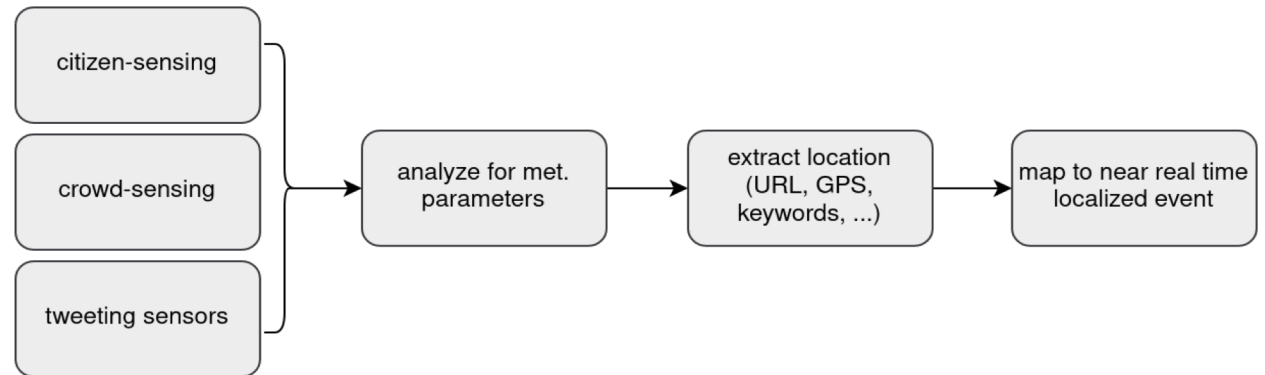 citizen-sensing
crowd-sensing
tweeting sensors
analyze for met.
parameters
extract location
(URL, GPS,
keywords, ...)
map to near real time
localized event